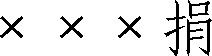 × × × 捐